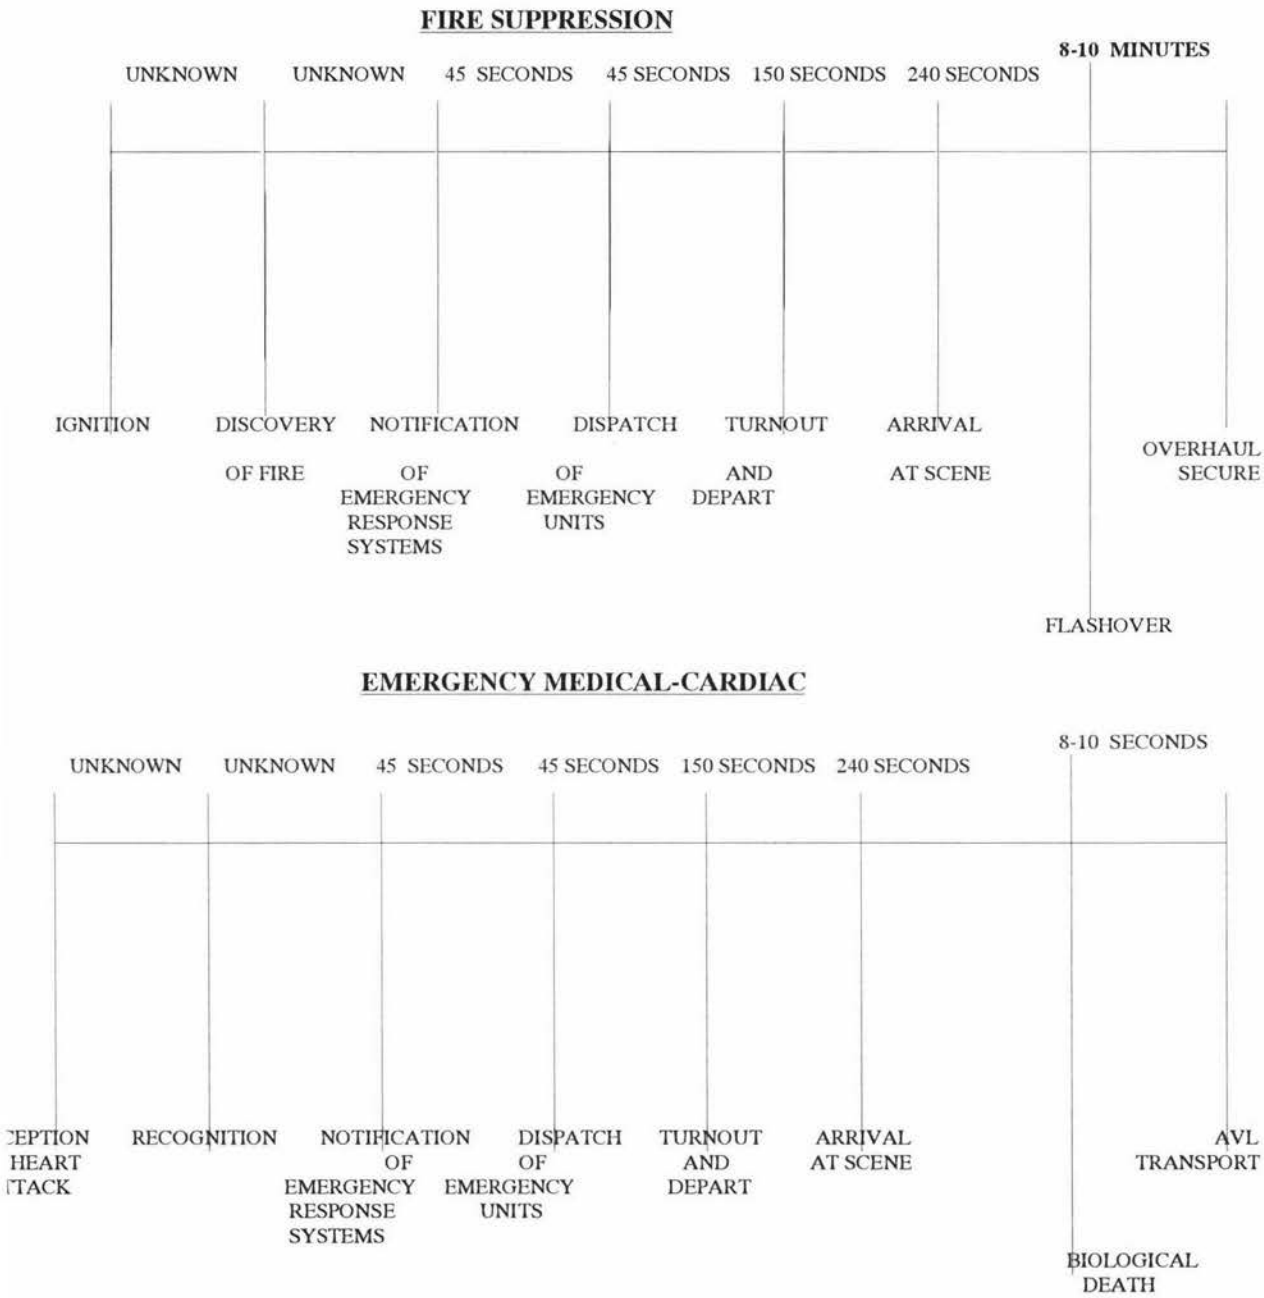 FIRE SUPPRESSION
8-10 MINUTES
UNKNOWN UNKNOWN 45 SECONDS 45 SECONDS 150 SECONDS 240 SECONDS
IGNITION DISCOVERY NOTIFICATION DISPATCH TURNOUT ARRIVAL
OVERHAUL
OF FIRE OF OF AND AT SCENE SECURE
EMERGENCY EMERGENCY DEPART
RESPONSE UNITS
SYSTEMS
FLASHOVER
EMERGENCY MEDICAL-CARDIAC
8-10 SECONDS
UNKNOWN UNKNOWN 45 SECONDS 45 SECONDS 150 SECONDS 240 SECONDS
CEPTION RECOGNITION NOTIFICATION DISPATCH TURNOUT ARRIVAL AVL
HEART OF OF AND AT SCENE TRANSPORT
TTACK EMERGENCY EMERGENCY DEPART
RESPONSE UNITS
SYSTEMS
BIOLOGICAL
DEATH